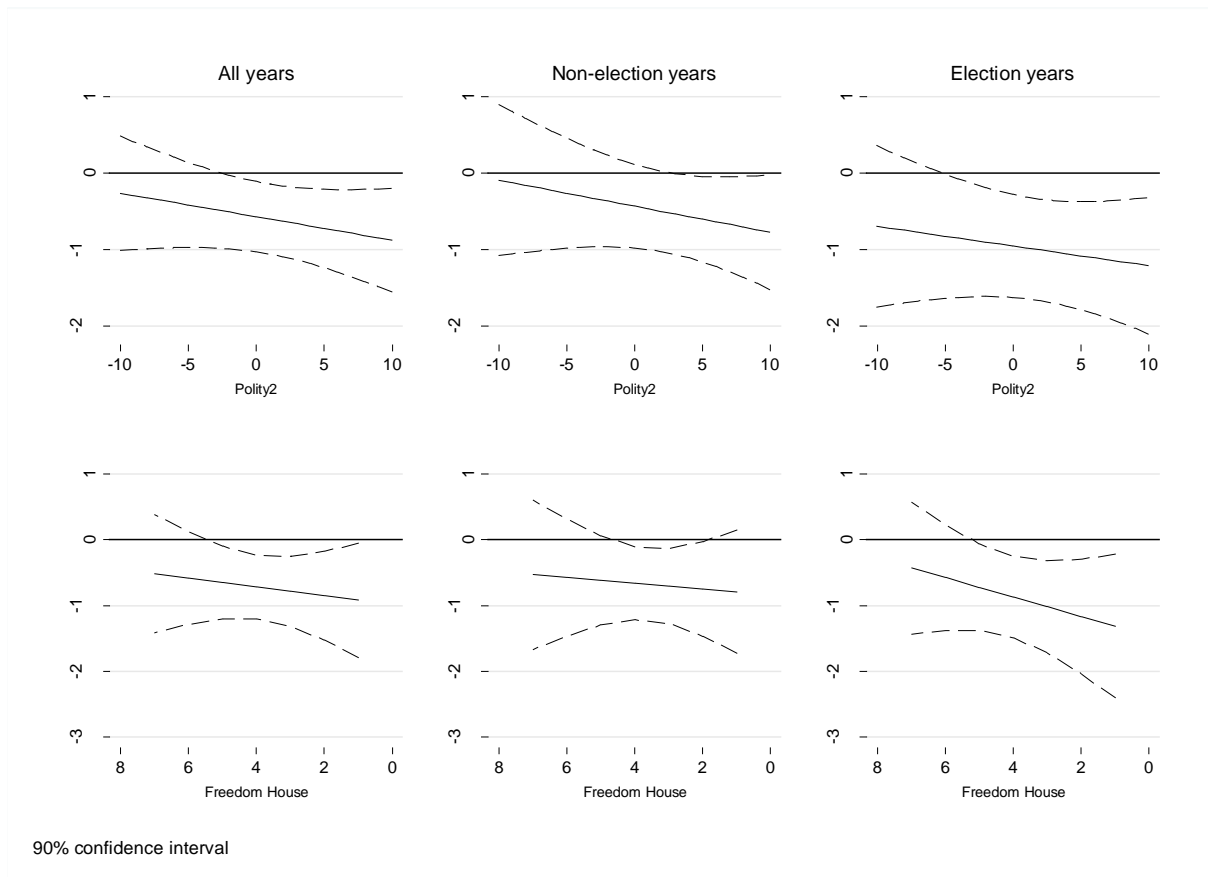 All years
Non-election years
Election years
1
0
-1
-2
-10 -5 0 5 10
Polity2
1
0
-1
-2
-10 -5 0 5 10
Polity2
1
0
-1
-2
-10 -5 0 5 10
Polity2
1
0
-1
-2
-3
8 6 4 2 0
Freedom House
1
0
-1
-2
-3
8 6 4 2 0
Freedom House
1
0
-1
-2
-3
8 6 4 2 0
Freedom House
90% confidence interval